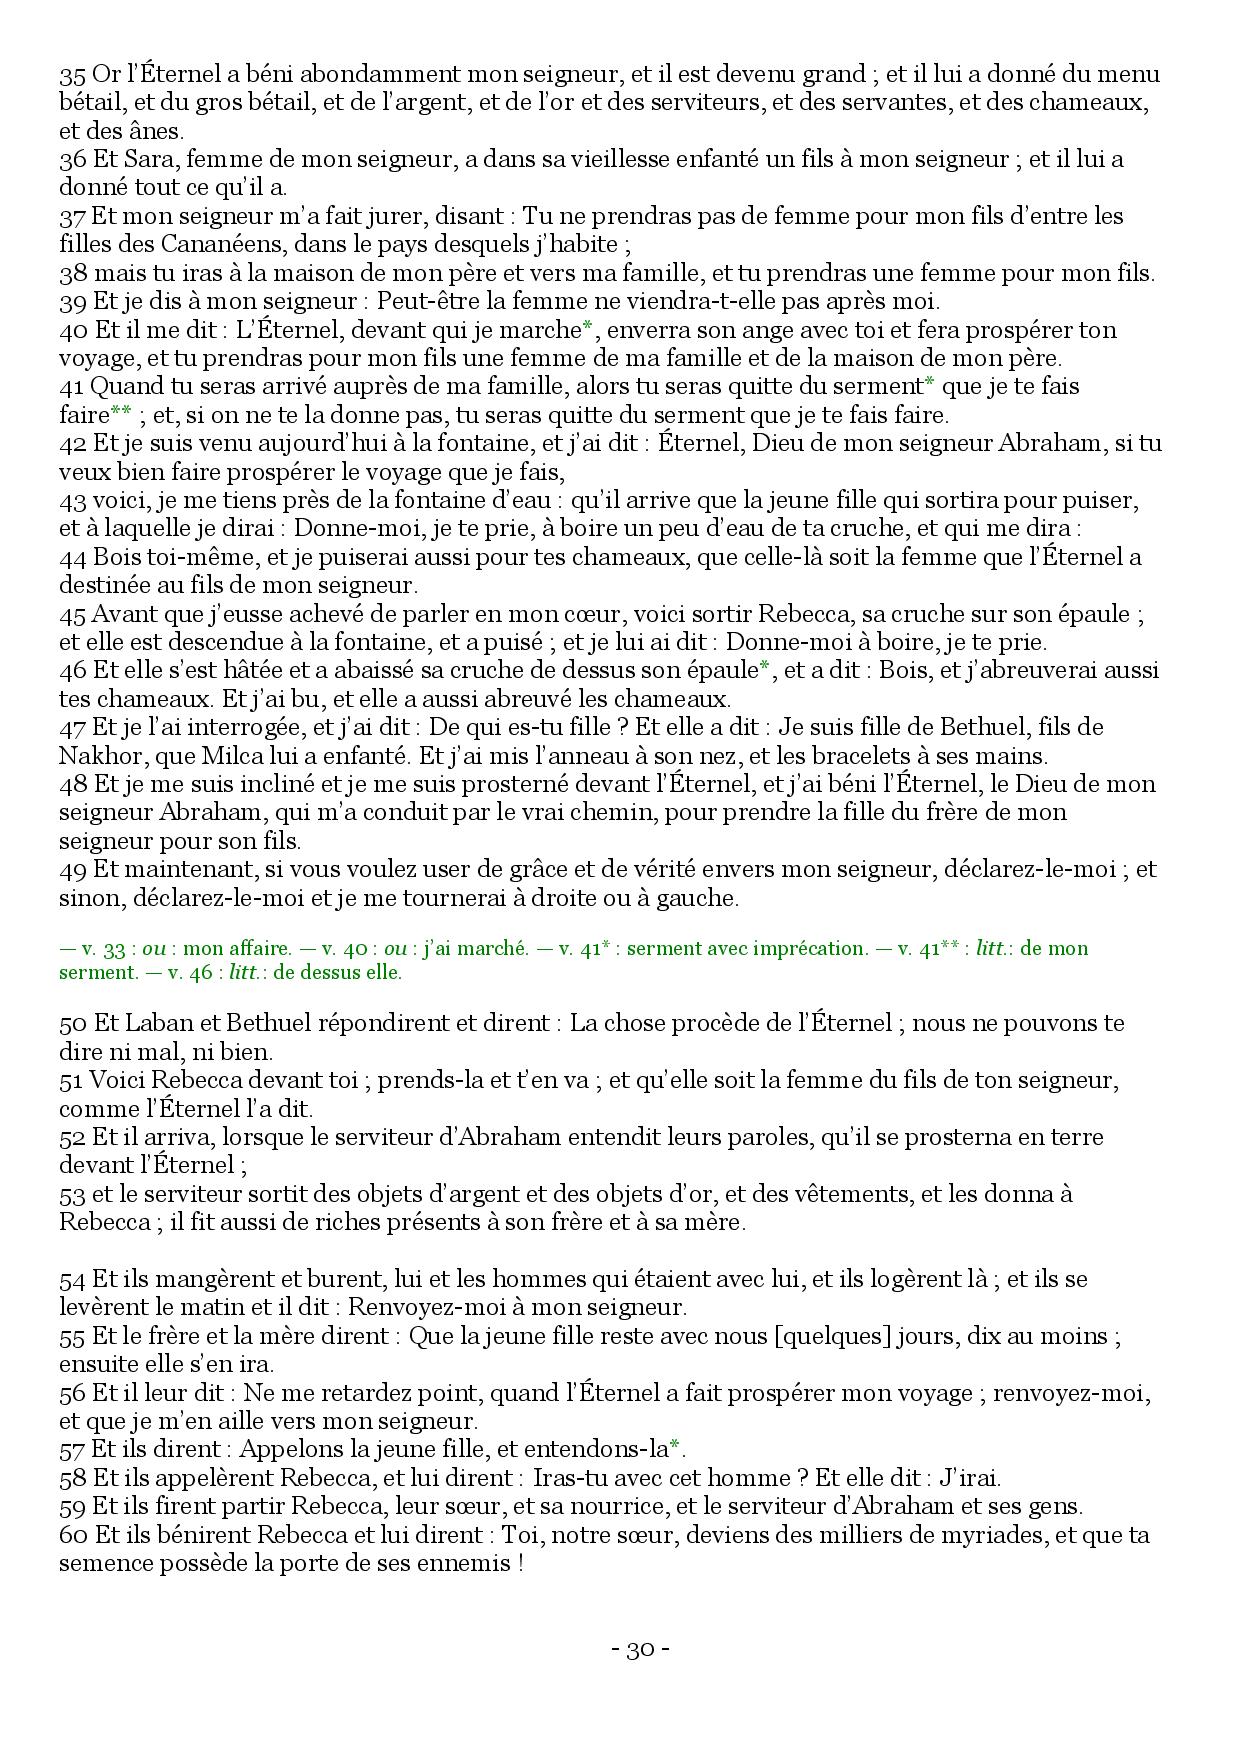 35 Or l’Éternel a béni abondamment mon seigneur, et il est devenu grand ; et il lui a donné du menu
bétail, et du gros bétail, et de l’argent, et de l’or et des serviteurs, et des servantes, et des chameaux,
et des ânes.
36 Et Sara, femme de mon seigneur, a dans sa vieillesse enfanté un fils à mon seigneur ; et il lui a
donné tout ce qu’il a.
37 Et mon seigneur m’a fait jurer, disant : Tu ne prendras pas de femme pour mon fils d’entre les
filles des Cananéens, dans le pays desquels j’habite ;
38 mais tu iras à la maison de mon père et vers ma famille, et tu prendras une femme pour mon fils.
39 Et je dis à mon seigneur : Peut-être la femme ne viendra-t-elle pas après moi.
40 Et il me dit : L’Éternel, devant qui je marche*, enverra son ange avec toi et fera prospérer ton
voyage, et tu prendras pour mon fils une femme de ma famille et de la maison de mon père.
41 Quand tu seras arrivé auprès de ma famille, alors tu seras quitte du serment* que je te fais
faire** ; et, si on ne te la donne pas, tu seras quitte du serment que je te fais faire.
42 Et je suis venu aujourd’hui à la fontaine, et j’ai dit : Éternel, Dieu de mon seigneur Abraham, si tu
veux bien faire prospérer le voyage que je fais,
43 voici, je me tiens près de la fontaine d’eau : qu’il arrive que la jeune fille qui sortira pour puiser,
et à laquelle je dirai : Donne-moi, je te prie, à boire un peu d’eau de ta cruche, et qui me dira :
44 Bois toi-même, et je puiserai aussi pour tes chameaux, que celle-là soit la femme que l’Éternel a
destinée au fils de mon seigneur.
45 Avant que j’eusse achevé de parler en mon cœur, voici sortir Rebecca, sa cruche sur son épaule ;
et elle est descendue à la fontaine, et a puisé ; et je lui ai dit : Donne-moi à boire, je te prie.
46 Et elle s’est hâtée et a abaissé sa cruche de dessus son épaule*, et a dit : Bois, et j’abreuverai aussi
tes chameaux. Et j’ai bu, et elle a aussi abreuvé les chameaux.
47 Et je l’ai interrogée, et j’ai dit : De qui es-tu fille ? Et elle a dit : Je suis fille de Bethuel, fils de
Nakhor, que Milca lui a enfanté. Et j’ai mis l’anneau à son nez, et les bracelets à ses mains.
48 Et je me suis incliné et je me suis prosterné devant l’Éternel, et j’ai béni l’Éternel, le Dieu de mon
seigneur Abraham, qui m’a conduit par le vrai chemin, pour prendre la fille du frère de mon
seigneur pour son fils.
49 Et maintenant, si vous voulez user de grâce et de vérité envers mon seigneur, déclarez-le-moi ; et
sinon, déclarez-le-moi et je me tournerai à droite ou à gauche.
— v. 33 : ou : mon affaire. — v. 40 : ou : j’ai marché. — v. 41* : serment avec imprécation. — v. 41** : litt.: de mon
serment. — v. 46 : litt.: de dessus elle.
50 Et Laban et Bethuel répondirent et dirent : La chose procède de l’Éternel ; nous ne pouvons te
dire ni mal, ni bien.
51 Voici Rebecca devant toi ; prends-la et t’en va ; et qu’elle soit la femme du fils de ton seigneur,
comme l’Éternel l’a dit.
52 Et il arriva, lorsque le serviteur d’Abraham entendit leurs paroles, qu’il se prosterna en terre
devant l’Éternel ;
53 et le serviteur sortit des objets d’argent et des objets d’or, et des vêtements, et les donna à
Rebecca ; il fit aussi de riches présents à son frère et à sa mère.
54 Et ils mangèrent et burent, lui et les hommes qui étaient avec lui, et ils logèrent là ; et ils se
levèrent le matin et il dit : Renvoyez-moi à mon seigneur.
55 Et le frère et la mère dirent : Que la jeune fille reste avec nous [quelques] jours, dix au moins ;
ensuite elle s’en ira.
56 Et il leur dit : Ne me retardez point, quand l’Éternel a fait prospérer mon voyage ; renvoyez-moi,
et que je m’en aille vers mon seigneur.
57 Et ils dirent : Appelons la jeune fille, et entendons-la*.
58 Et ils appelèrent Rebecca, et lui dirent : Iras-tu avec cet homme ? Et elle dit : J’irai.
59 Et ils firent partir Rebecca, leur sœur, et sa nourrice, et le serviteur d’Abraham et ses gens.
60 Et ils bénirent Rebecca et lui dirent : Toi, notre sœur, deviens des milliers de myriades, et que ta
semence possède la porte de ses ennemis !
- 30 -